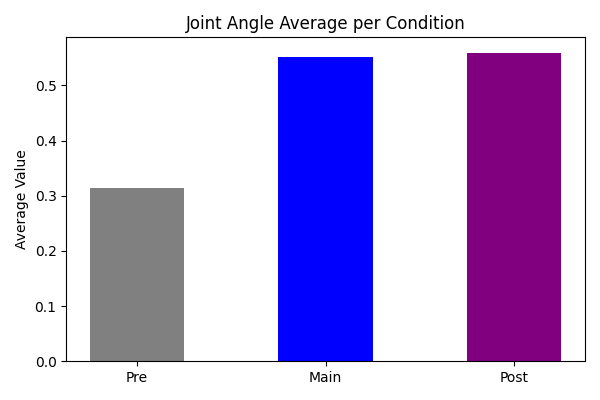 Joint Angle Average per Condition
Average Value
0.5
0.4
0.3
0.2
0.1
0.0
Pre
Main
Post